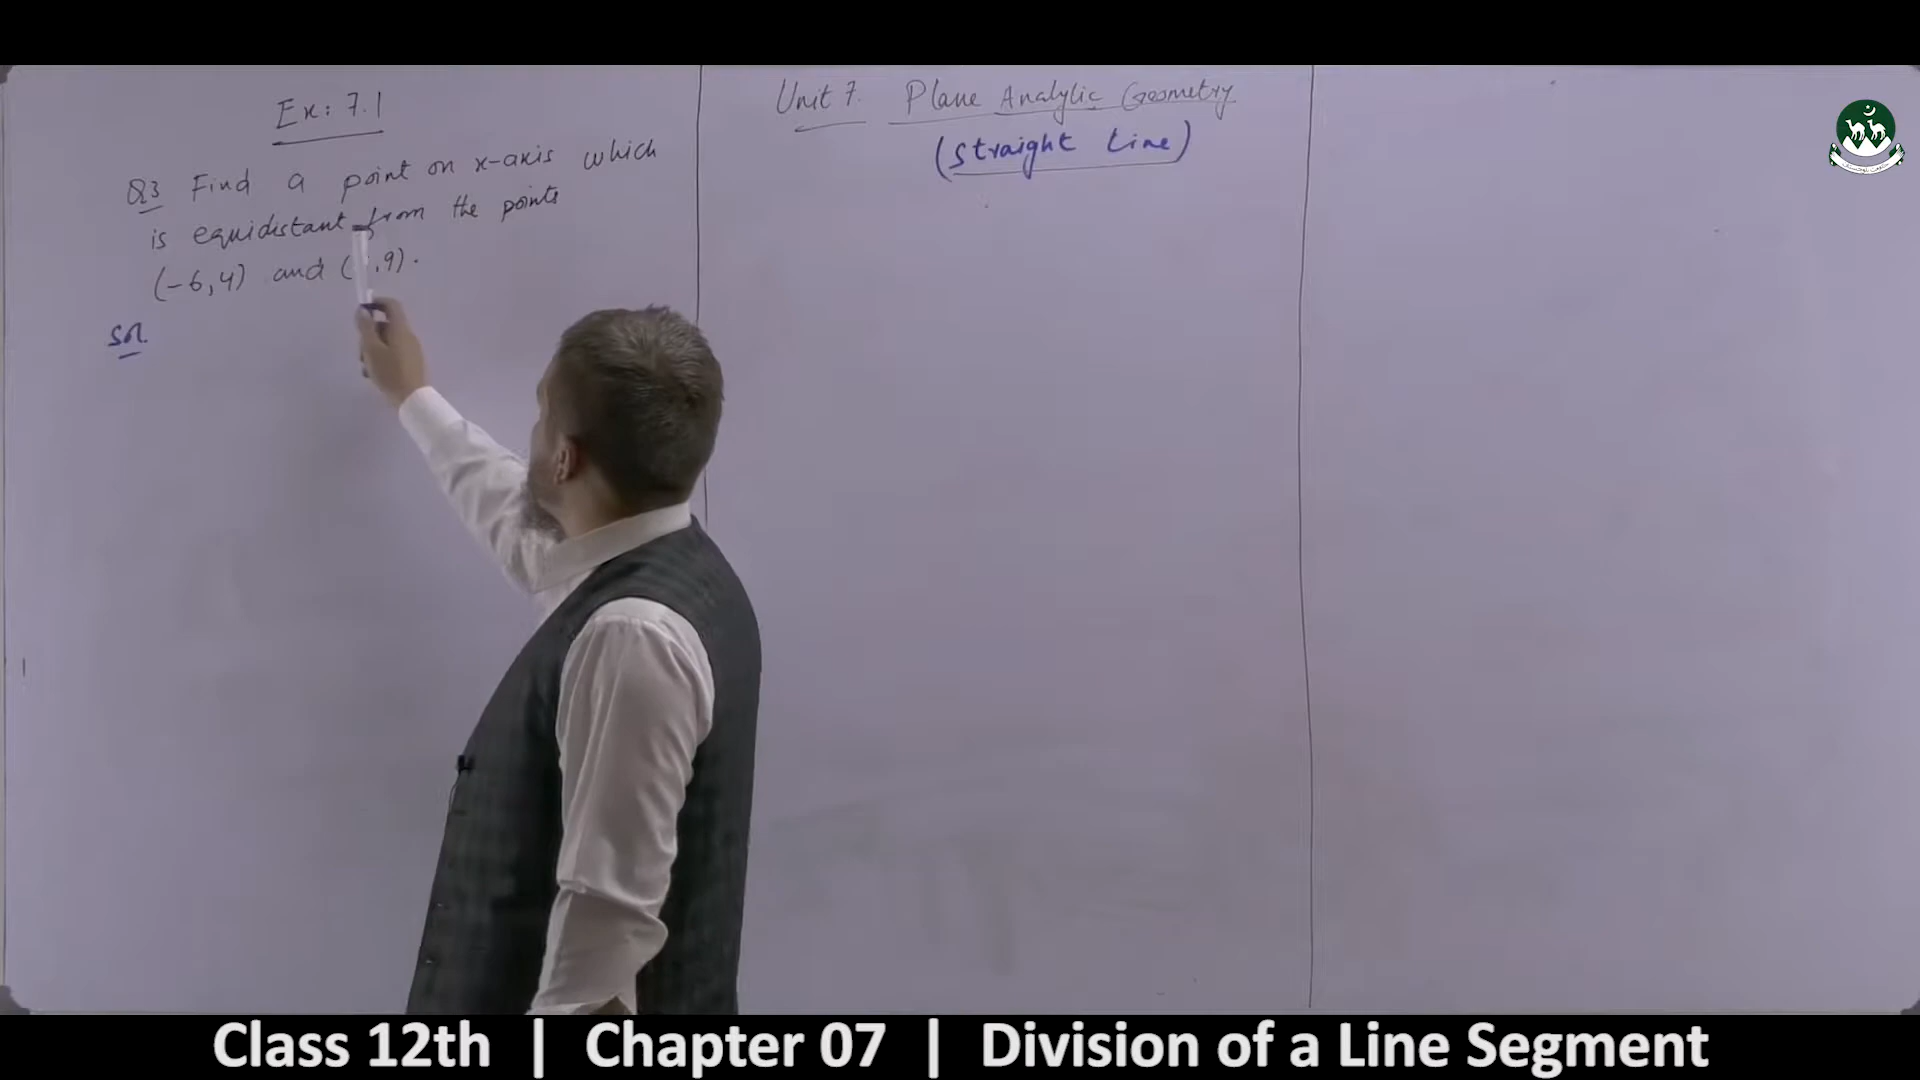 Ex: 7.1
Q3 Find a point on x-axis which
is equidistant from the points
(-6,4) and ( ,9).
Sol.
Unit 7. Plane Analytic Geometry
(Straight Line)
Class 12th | Chapter 07 | Division of a Line Segment